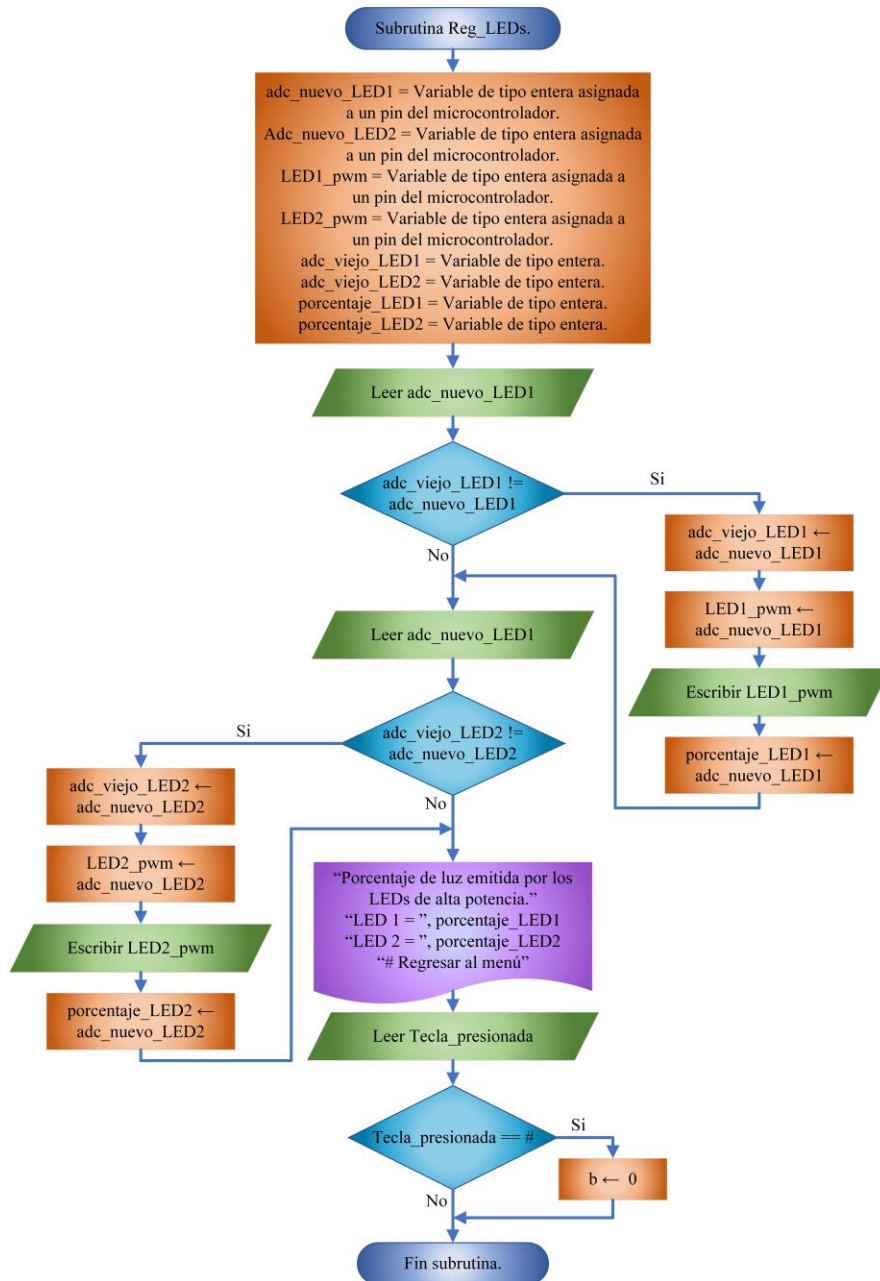 Subrutina Reg_LEDs.
adc_nuevo_LED1 = Variable de tipo entera asignada
a un pin del microcontrolador.
Adc_nuevo_LED2 = Variable de tipo entera asignada
a un pin del microcontrolador.
LED1_pwm = Variable de tipo entera asignada a
un pin del microcontrolador.
LED2_pwm = Variable de tipo entera asignada a
un pin del microcontrolador.
adc_viejo_LED1 = Variable de tipo entera.
adc_viejo_LED2 = Variable de tipo entera.
porcentaje_LED1 = Variable de tipo entera.
porcentaje_LED2 = Variable de tipo entera.
Leer adc_nuevo_LED1
adc_viejo_LED1 !=
adc_nuevo_LED1
Si
adc_viejo_LED1 ←
adc_nuevo_LED1
LED1_pwm ←
adc_nuevo_LED1
Escribir LED1_pwm
porcentaje_LED1 ←
adc_nuevo_LED1
No
Leer adc_nuevo_LED1
adc_viejo_LED2 !=
adc_nuevo_LED2
Si
adc_viejo_LED2 ←
adc_nuevo_LED2
LED2_pwm ←
adc_nuevo_LED2
Escribir LED2_pwm
porcentaje_LED2 ←
adc_nuevo_LED2
No
“Porcentaje de luz emitida por los
LEDs de alta potencia.”
“LED 1 = ”, porcentaje_LED1
“LED 2 = ”, porcentaje_LED2
“# Regresar al menú”
Leer Tecla_presionada
Tecla_presionada == #
Si
b ← 0
No
Fin subrutina.